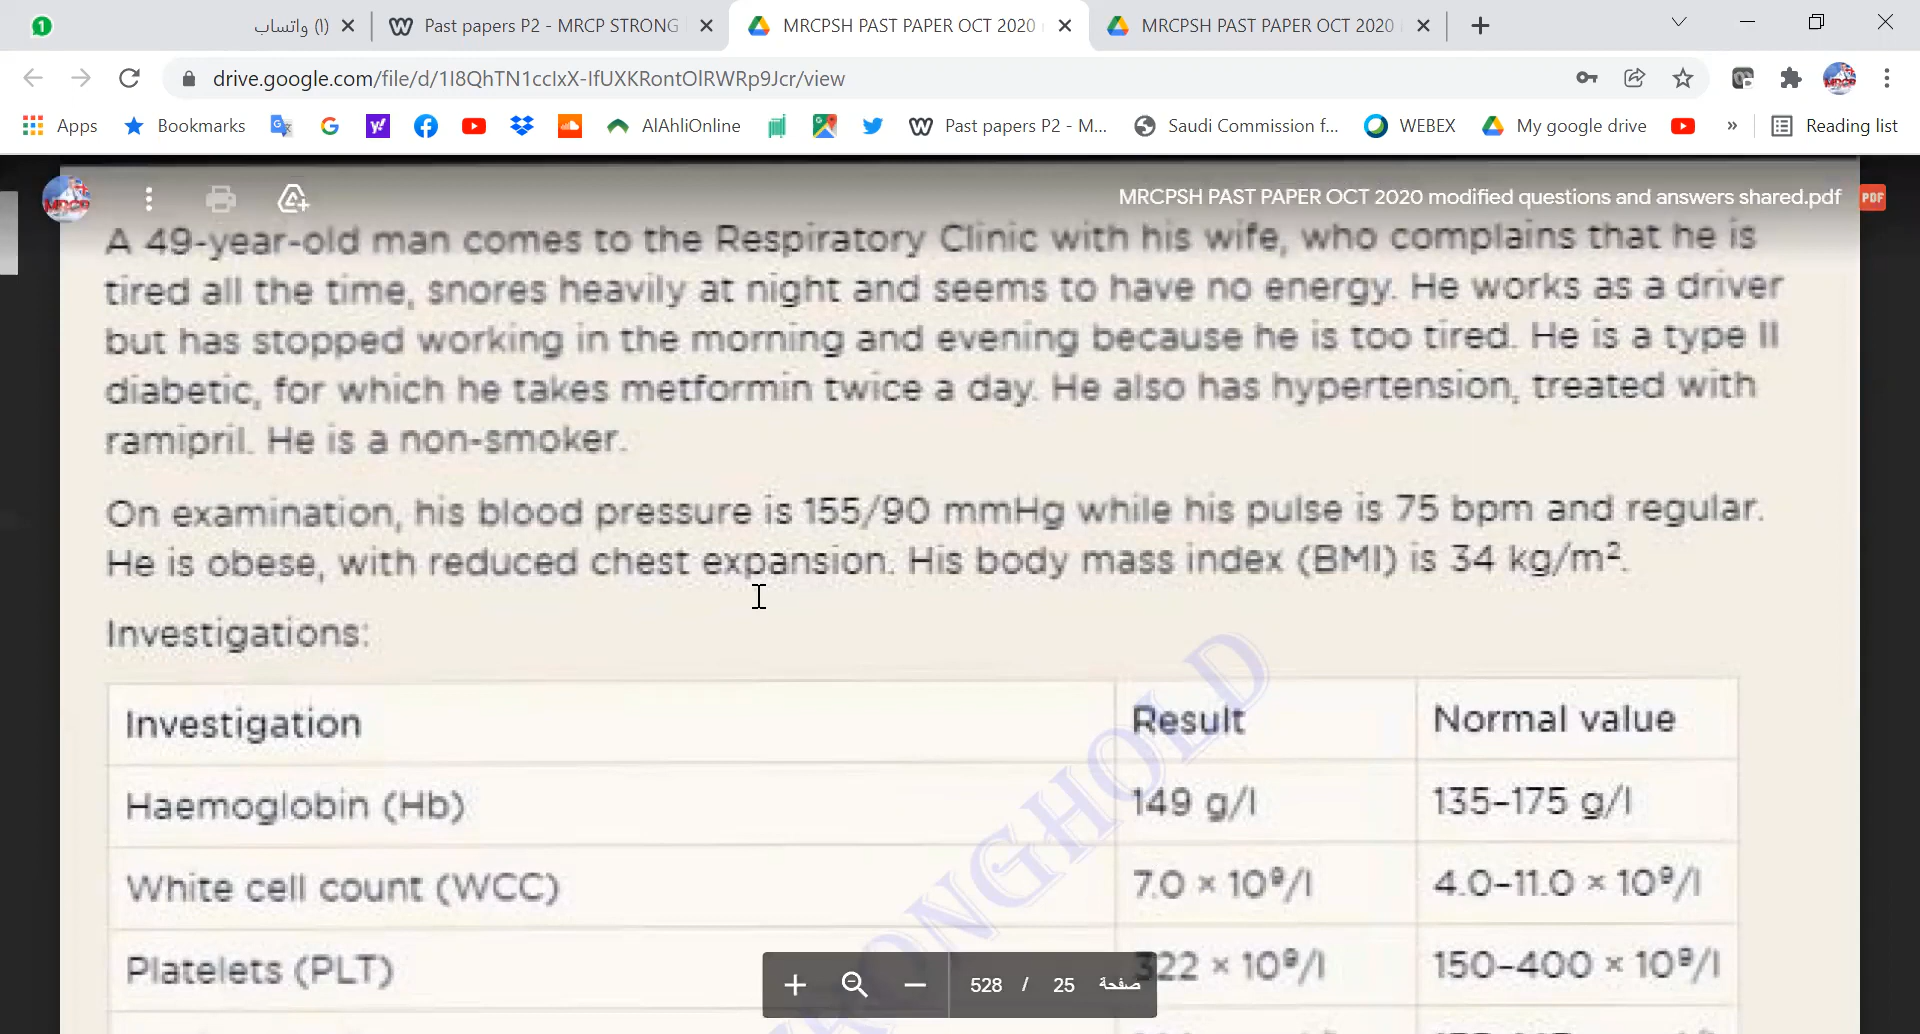 1
واتساب (١)
Past papers P2 - MRCP STRONG
MRCPSH PAST PAPER OCT 2020
MRCPSH PAST PAPER OCT 2020
drive.google.com/file/d/1I8QhTN1cclxX-IfUXKRontOlRWRp9Jcr/view
Apps
Bookmarks
AlAhliOnline
Past papers P2 - M...
Saudi Commission f...
WEBEX
My google drive
»
Reading list
MRCP
MRCPSH PAST PAPER OCT 2020 modified questions and answers shared.pdf
PDF
A 49-year-old man comes to the Respiratory Clinic with his wife, who complains that he is
tired all the time, snores heavily at night and seems to have no energy. He works as a driver
but has stopped working in the morning and evening because he is too tired. He is a type II
diabetic, for which he takes metformin twice a day. He also has hypertension, treated with
ramipril. He is a non-smoker.
On examination, his blood pressure is 155/90 mmHg while his pulse is 75 bpm and regular.
He is obese, with reduced chest expansion. His body mass index (BMI) is 34 kg/m².
Investigations:
Investigation Result Normal value
Haemoglobin (Hb) 149 g/l 135–175 g/l
White cell count (WCC) 7.0 × 10⁹/l 4.0–11.0 × 10⁹/l
Platelets (PLT) 322 × 10⁹/l 150–400 × 10⁹/l
RONGHOLD
528 / 25 صفحة